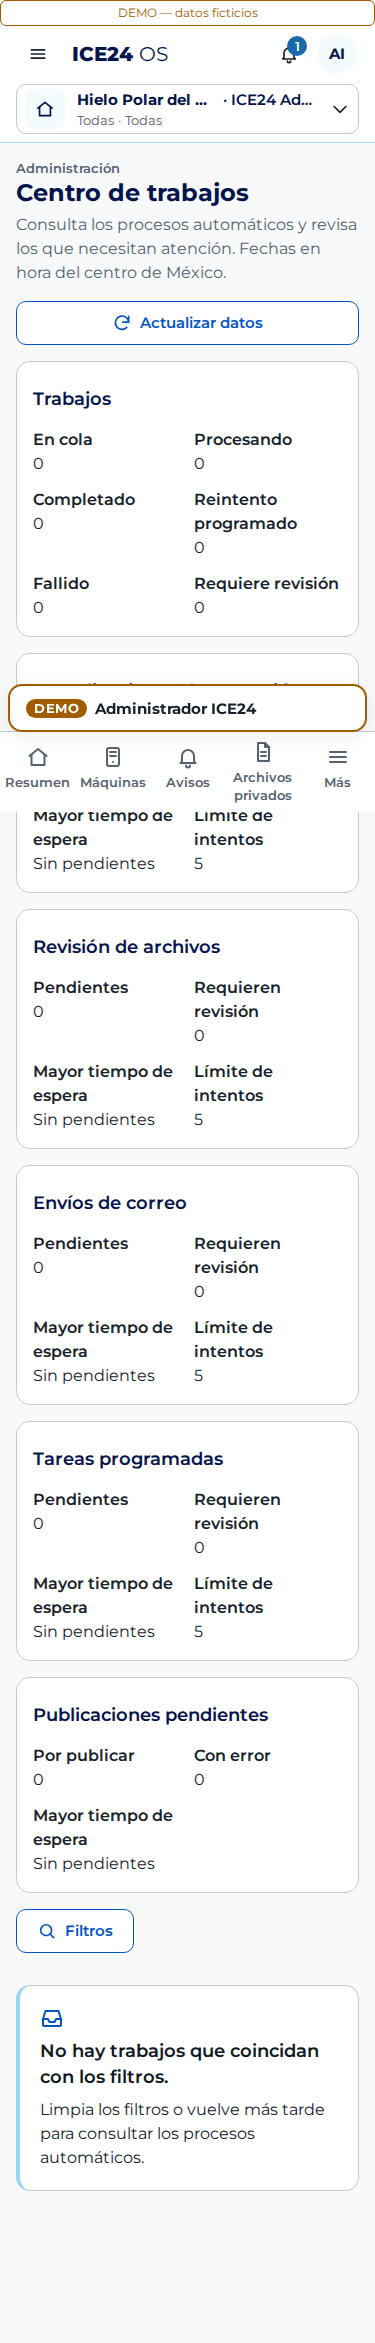 DEMO — datos ficticios
ICE24 OS
1
AI
Hielo Polar del ... · ICE24 Ad...
Todas · Todas
Administración
Centro de trabajos
Consulta los procesos automáticos y revisa
los que necesitan atención. Fechas en
hora del centro de México.
Actualizar datos
Trabajos
En cola
0
Procesando
0
Completado
0
Reintento
programado
0
Fallido
0
Requiere revisión
0
DEMO Administrador ICE24
Resumen
Máquinas
Avisos
Archivos
privados
Más
Mayor tiempo de
espera
Sin pendientes
Límite de
intentos
5
Revisión de archivos
Pendientes
0
Requieren
revisión
0
Mayor tiempo de
espera
Sin pendientes
Límite de
intentos
5
Envíos de correo
Pendientes
0
Requieren
revisión
0
Mayor tiempo de
espera
Sin pendientes
Límite de
intentos
5
Tareas programadas
Pendientes
0
Requieren
revisión
0
Mayor tiempo de
espera
Sin pendientes
Límite de
intentos
5
Publicaciones pendientes
Por publicar
0
Con error
0
Mayor tiempo de
espera
Sin pendientes
Filtros
No hay trabajos que coincidan
con los filtros.
Limpia los filtros o vuelve más tarde
para consultar los procesos
automáticos.